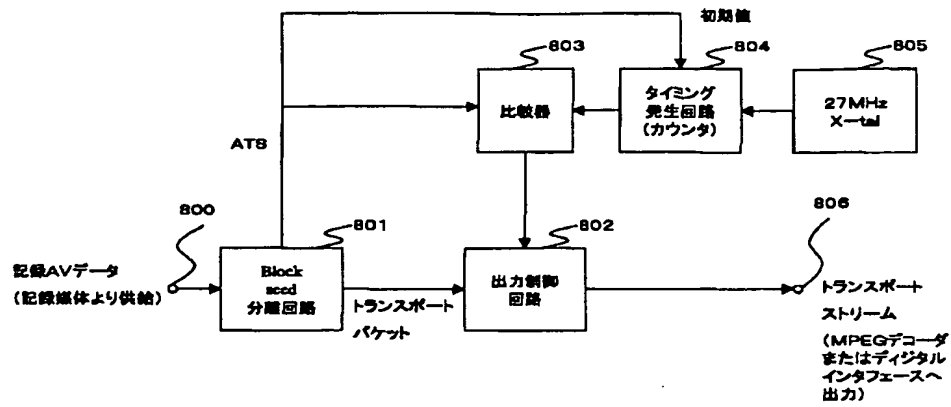 初期値
803
804
805
比較器
タイミング
発生回路
(カウンタ)
27MHz
X-tal
ATS
800
801
802
806
記録AVデータ
(記録媒体より供給)
Block
seed
分離回路
トランスポート
パケット
出力制御
回路
トランスポート
ストリーム
(MPEGデコーダ
またはディジタル
インタフェースへ
出力)